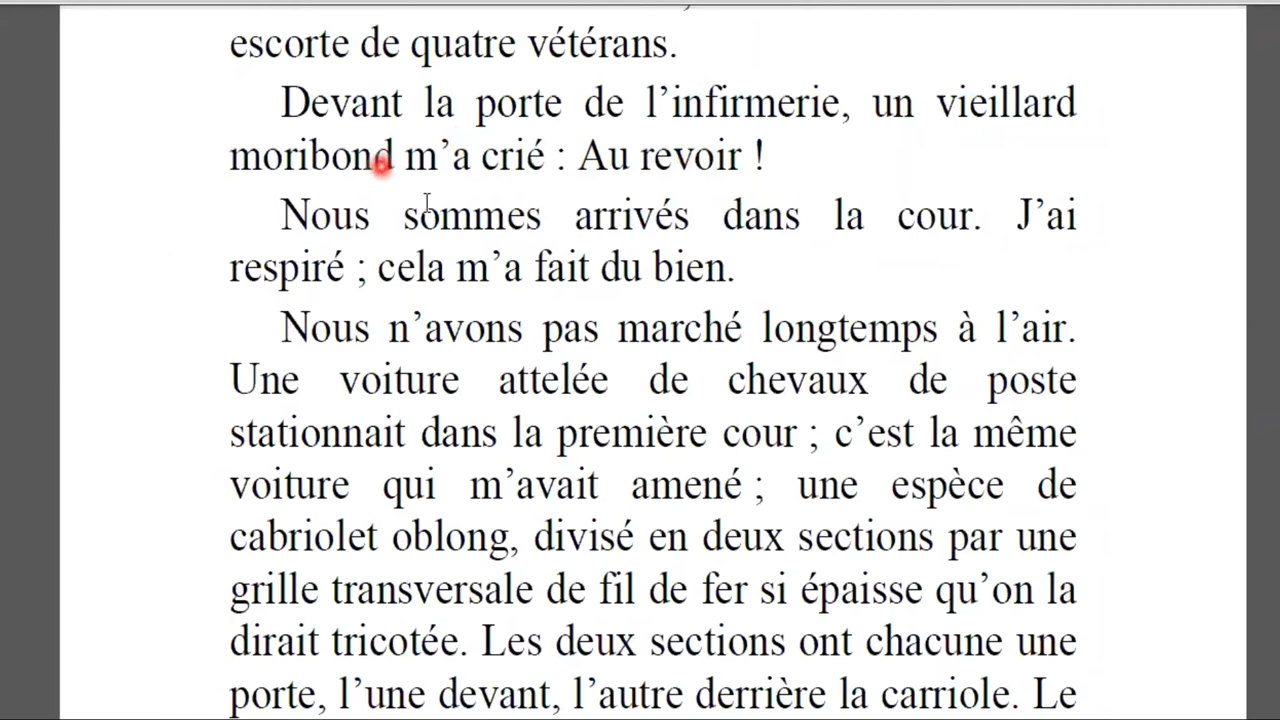 escorte de quatre vétérans.
Devant la porte de l’infirmerie, un vieillard
moribond m’a crié : Au revoir !
Nous sommes arrivés dans la cour. J’ai
respiré ; cela m’a fait du bien.
Nous n’avons pas marché longtemps à l’air.
Une voiture attelée de chevaux de poste
stationnait dans la première cour ; c’est la même
voiture qui m’avait amené ; une espèce de
cabriolet oblong, divisé en deux sections par une
grille transversale de fil de fer si épaisse qu’on la
dirait tricotée. Les deux sections ont chacune une
porte, l’une devant, l’autre derrière la carriole. Le